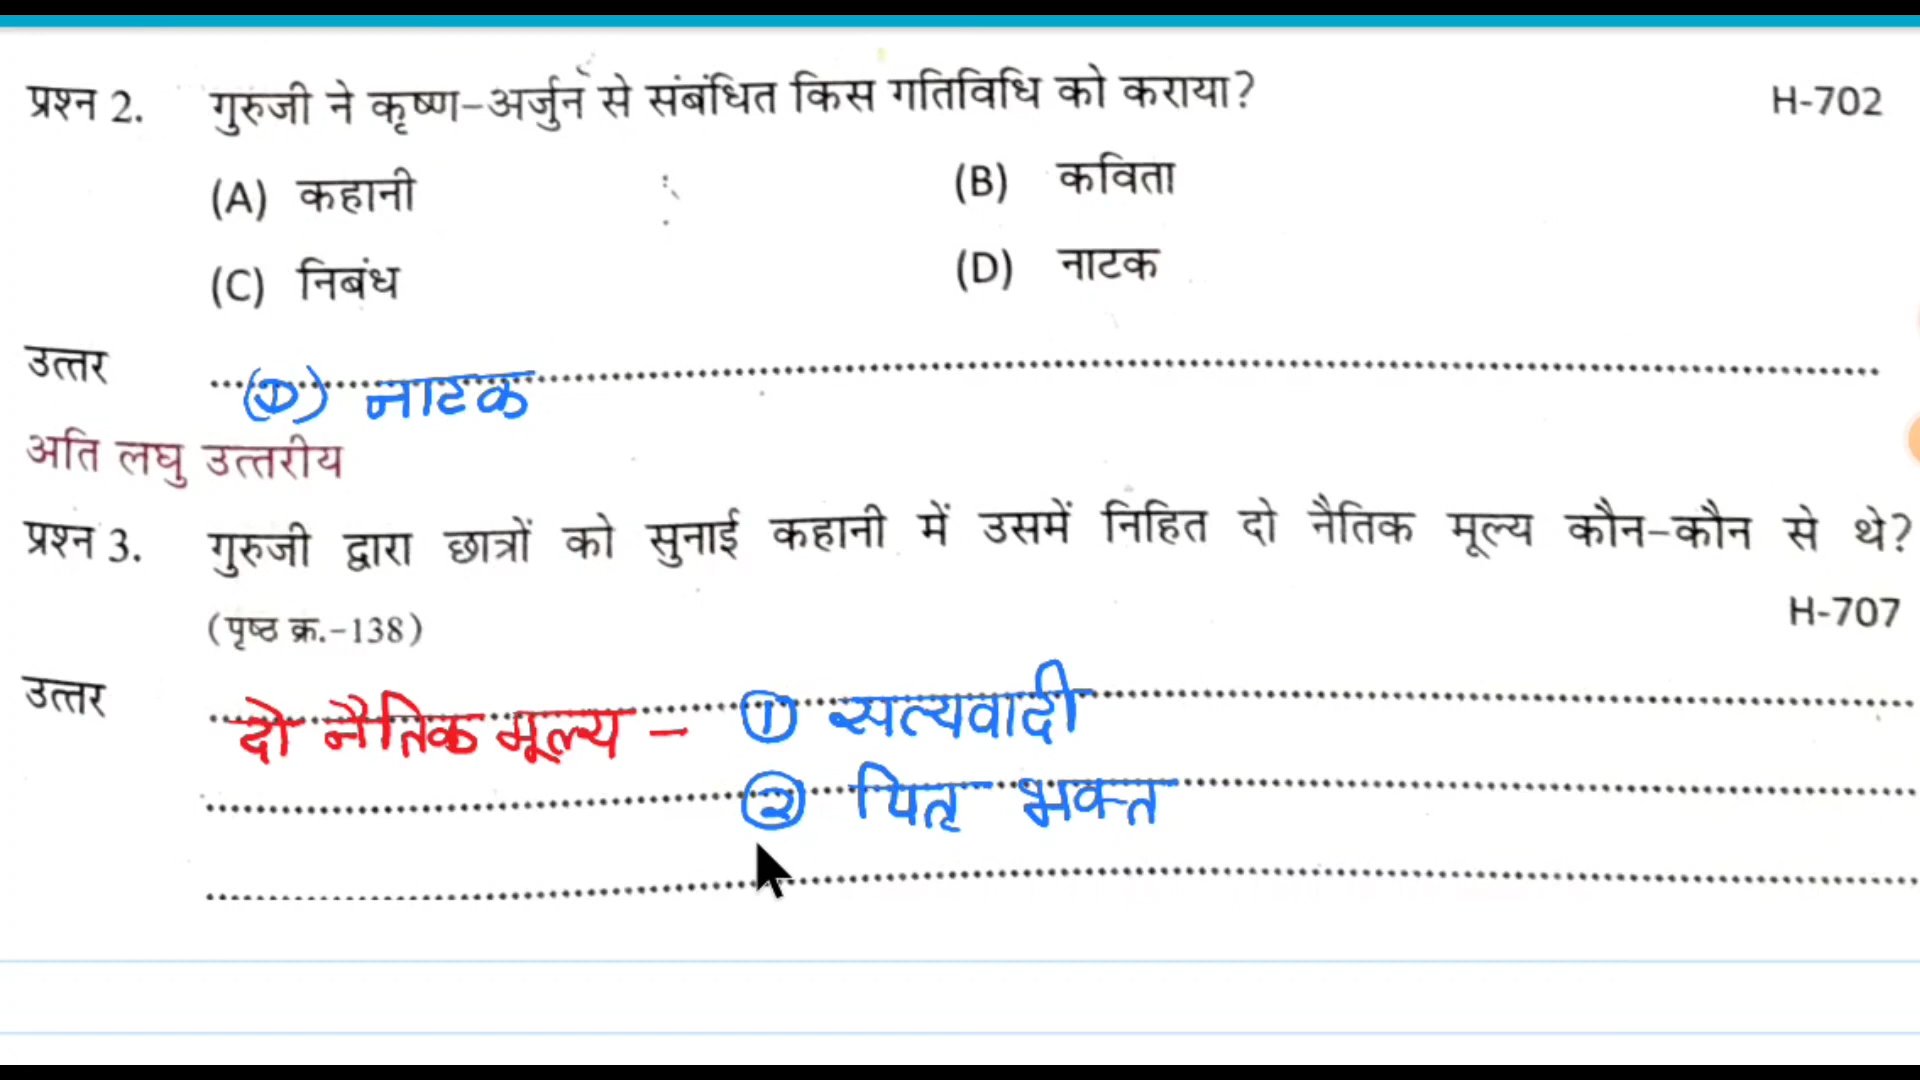 प्रश्न 2. गुरुजी ने कृष्ण-अर्जुन से संबंधित किस गतिविधि को कराया? H-702
(A) कहानी (B) कविता
(C) निबंध (D) नाटक
उत्तर (D) नाटक
अति लघु उत्तरीय
प्रश्न 3. गुरुजी द्वारा छात्रों को सुनाई कहानी में उसमें निहित दो नैतिक मूल्य कौन-कौन से थे?
(पृष्ठ क्र.-138) H-707
उत्तर दो नैतिक मूल्य - ① सत्यवादी
② पितृ भक्त